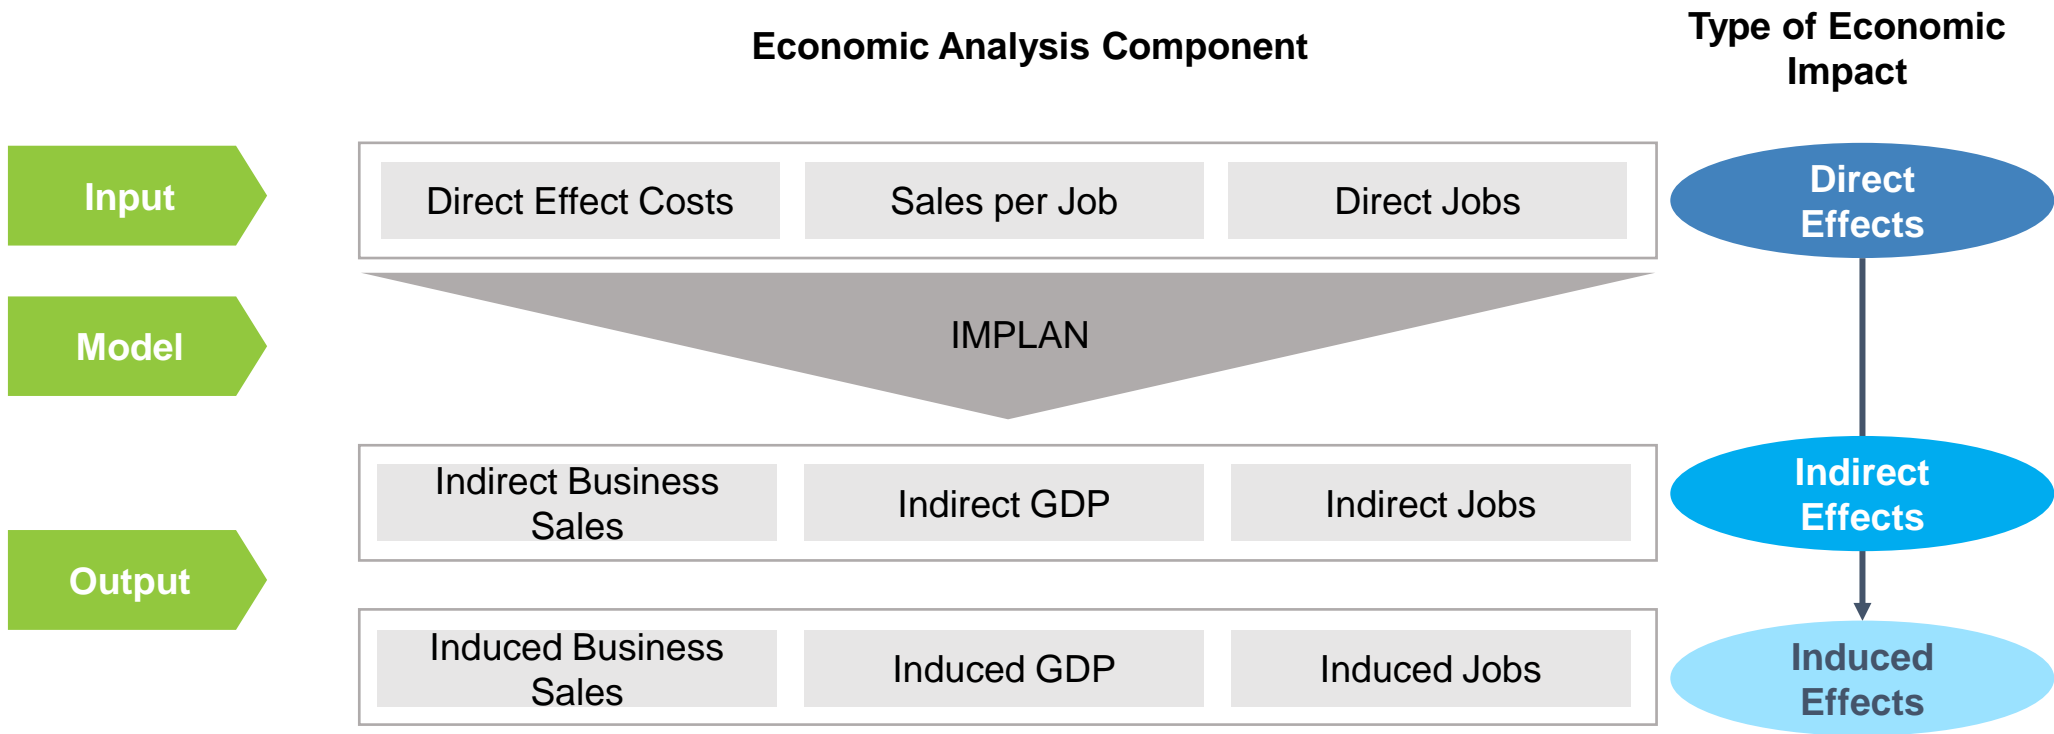 Economic Analysis Component
Type of Economic
Impact
Input
Direct Effect Costs
Sales per Job
Direct Jobs
Direct
Effects
Model
IMPLAN
Output
Indirect Business
Sales
Indirect GDP
Indirect Jobs
Indirect
Effects
Induced Business
Sales
Induced GDP
Induced Jobs
Induced
Effects